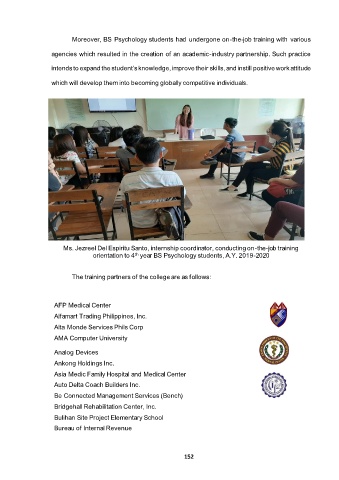 Moreover, BS Psychology students had undergone on-the-job training with various
agencies which resulted in the creation of an academic-industry partnership. Such practice
intends to expand the student's knowledge, improve their skills, and instill positive work attitude
which will develop them into becoming globally competitive individuals.
Ms. Jezreel Del Espiritu Santo, internship coordinator, conducting on-the-job training
orientation to 4th year BS Psychology students, A.Y. 2019-2020
The training partners of the college are as follows:
AFP Medical Center
Alfamart Trading Philippines, Inc.
Alta Monde Services Phils Corp
AMA Computer University
Analog Devices
Ankong Holdings Inc.
Asia Medic Family Hospital and Medical Center
Auto Delta Coach Builders Inc.
Be Connected Management Services (Bench)
Bridgehall Rehabilitation Center, Inc.
Bulihan Site Project Elementary School
Bureau of Internal Revenue
152